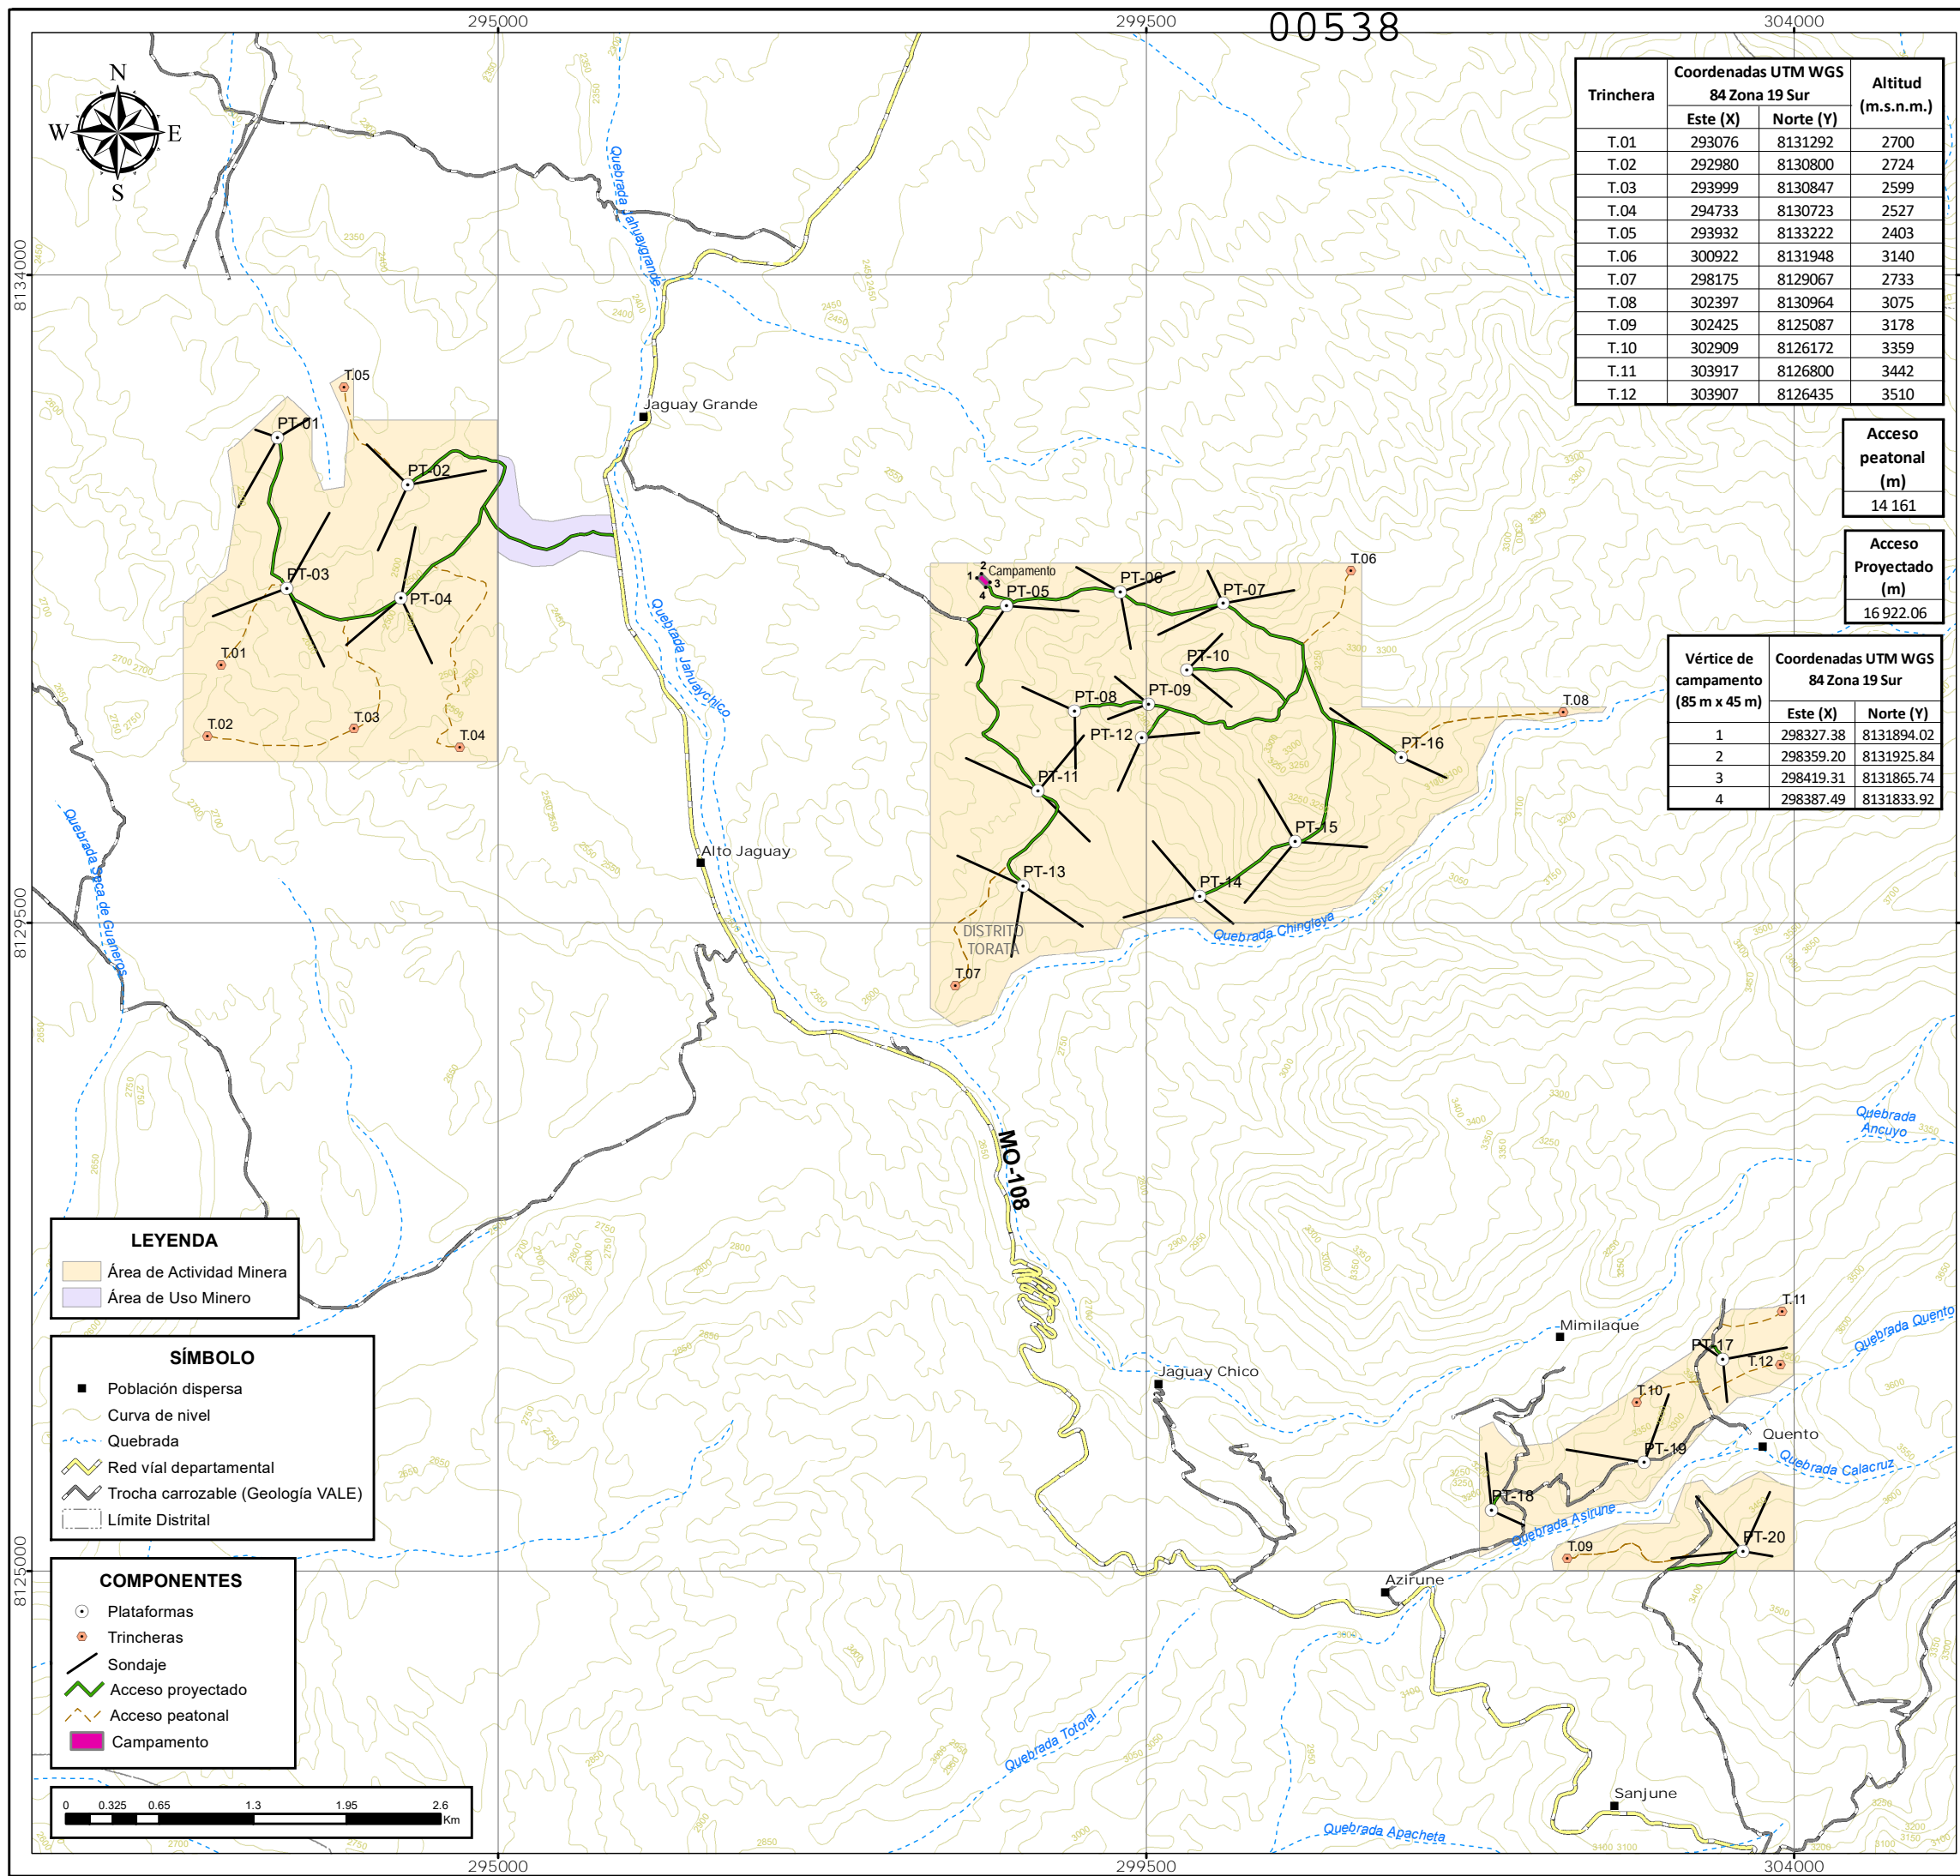 295000
299500
00538
304000
N
W E
S
Trinchera
Coordenadas UTM WGS
84 Zona 19 Sur
Altitud
(m.s.n.m.)
Este (X) Norte (Y)
T.01 293076 8131292 2700
T.02 292980 8130800 2724
T.03 293999 8130847 2599
T.04 294733 8130723 2527
T.05 293932 8133222 2403
T.06 300922 8131948 3140
T.07 298175 8129067 2733
T.08 302397 8130964 3075
T.09 302425 8125087 3178
T.10 302909 8126172 3359
T.11 303917 8126800 3442
T.12 303907 8126435 3510
Acceso
peatonal
(m)
14 161
Acceso
Proyectado
(m)
16 922.06
Vértice de
campamento
(85 m x 45 m)
Coordenadas UTM WGS
84 Zona 19 Sur
Este (X) Norte (Y)
1 298327.38 8131894.02
2 298359.20 8131925.84
3 298419.31 8131865.74
4 298387.49 8131833.92
8134000
8129500
8125000
Quebrada Jahuaygrande
Jaguay Grande
T.05
PT-01
PT-02
PT-03
PT-04
T.01
T.02
T.03
T.04
Quebrada Jahuaychico
Alto Jaguay
Quebrada Seca de Guaneros
2
1
3
4
Campamento
PT-05
PT-06
PT-07
T.06
PT-10
PT-08
PT-09
PT-12
T.08
PT-16
PT-11
PT-15
PT-13
PT-14
DISTRITO
TORATA
T.07
Quebrada Chingleya
MO-108
Quebrada
Ancuyo
Quebrada Quento
Mimilaque
T.11
PT-17
T.12
T.10
Jaguay Chico
PT-19
Quento
Quebrada Calacruz
PT-18
Quebrada Asirune
PT-20
T.09
Azirune
Quebrada Totoral
Sanjune
Quebrada Apacheta
LEYENDA
Área de Actividad Minera
Área de Uso Minero
SÍMBOLO
Población dispersa
Curva de nivel
Quebrada
Red víal departamental
Trocha carrozable (Geología VALE)
Límite Distrital
COMPONENTES
Plataformas
Trincheras
Sondaje
Acceso proyectado
Acceso peatonal
Campamento
0 0.325 0.65 1.3 1.95 2.6
Km
295000
299500
304000